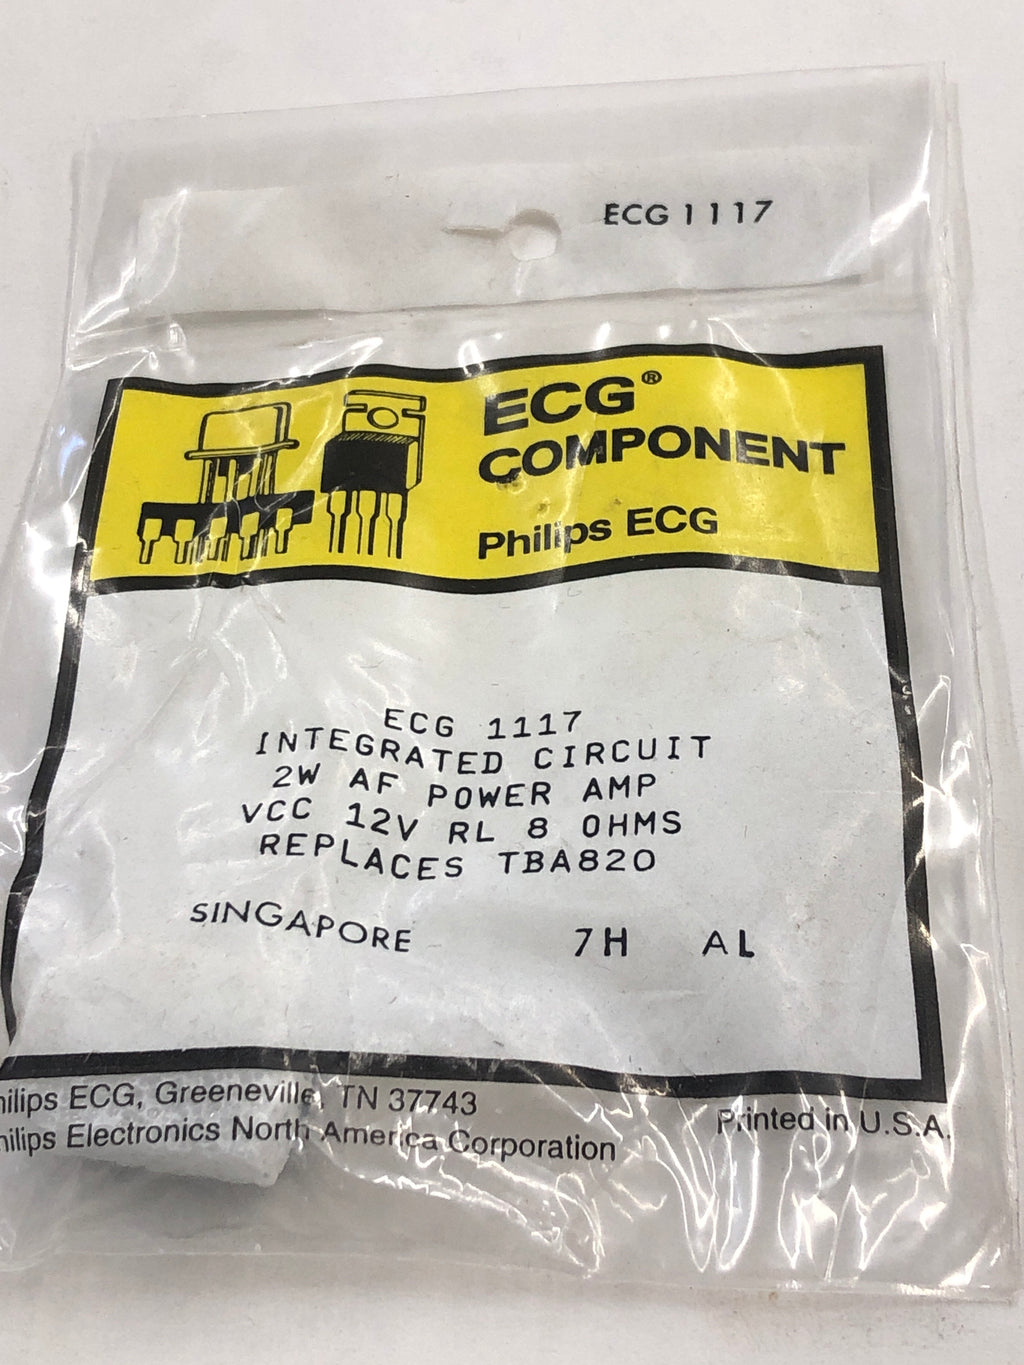 ECG 1117
ECG®
COMPONENT
Philips ECG
ECG 1117
INTEGRATED CIRCUIT
2W AF POWER AMP
VCC 12V RL 8 OHMS
REPLACES TBA820
SINGAPORE 7H AL
hilips ECG, Greeneville, TN 37743
hilips Electronics North America Corporation
Printed in U.S.A.